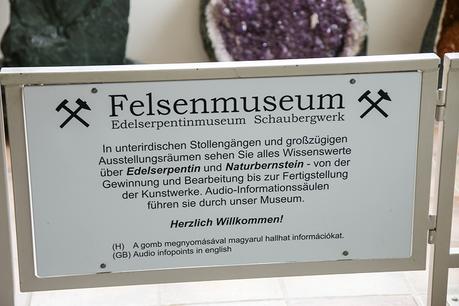 Felsenmuseum
Edelserpentinmuseum Schaubergwerk
In unterirdischen Stollengängen und großzügigen
Ausstellungsräumen sehen Sie alles Wissenswerte
über Edelserpentin und Naturbernstein - von der
Gewinnung und Bearbeitung bis zur Fertigstellung
der Kunstwerke. Audio-Informationssäulen
führen sie durch unser Museum.
Herzlich Willkommen!
(H) A gomb megnyomásával magyarul hallhat információkat.
(GB) Audio infopoints in english